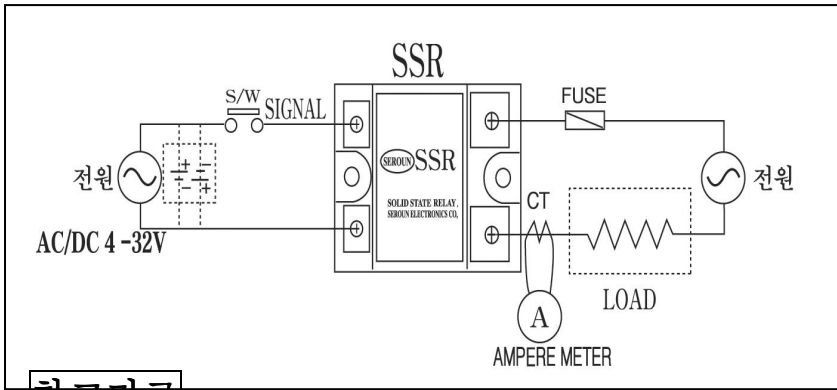 SSR
S/W
SIGNAL
FUSE
SEROUN SSR
SOLID STATE RELAY.
SEROUN ELECTRONICS CO,
전원
전원
AC/DC 4 -32V
CT
LOAD
A
AMPERE METER